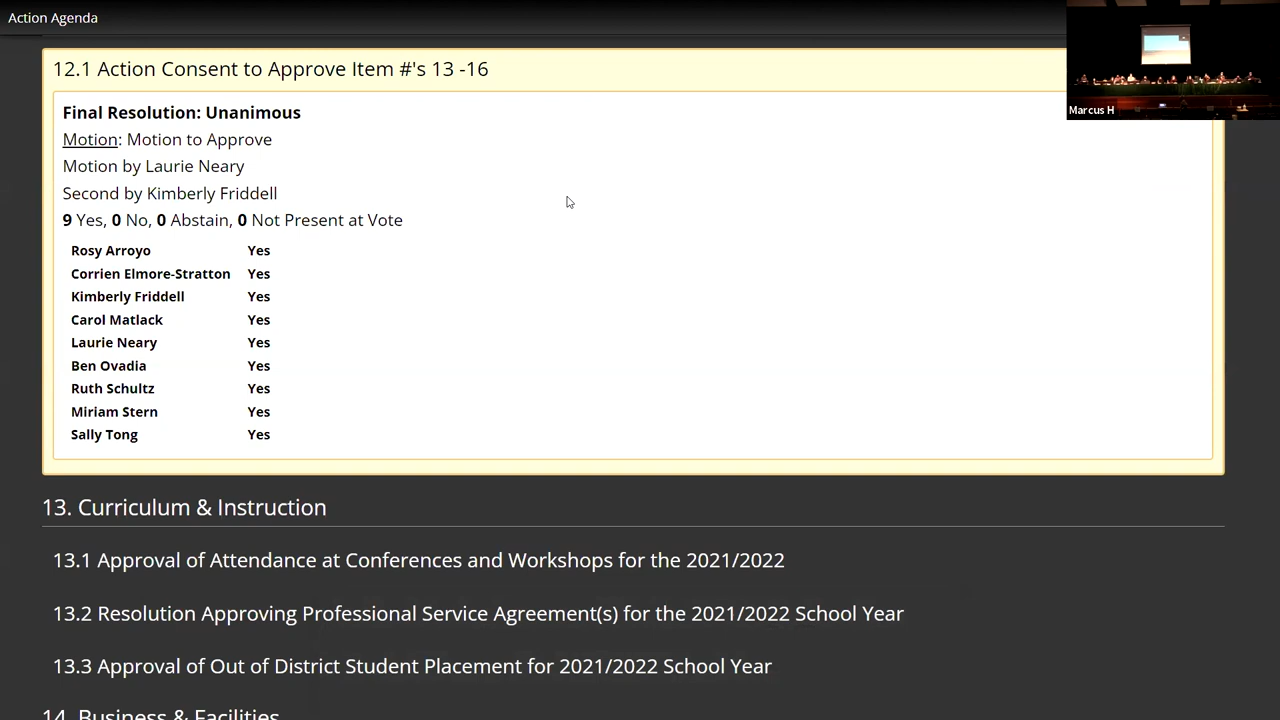 Action Agenda
Marcus H
12.1 Action Consent to Approve Item #'s 13 -16
Final Resolution: Unanimous
Motion: Motion to Approve
Motion by Laurie Neary
Second by Kimberly Friddell
9 Yes, 0 No, 0 Abstain, 0 Not Present at Vote
Rosy Arroyo Yes
Corrien Elmore-Stratton Yes
Kimberly Friddell Yes
Carol Matlack Yes
Laurie Neary Yes
Ben Ovadia Yes
Ruth Schultz Yes
Miriam Stern Yes
Sally Tong Yes
13. Curriculum & Instruction
13.1 Approval of Attendance at Conferences and Workshops for the 2021/2022
13.2 Resolution Approving Professional Service Agreement(s) for the 2021/2022 School Year
13.3 Approval of Out of District Student Placement for 2021/2022 School Year
14. Business & Facilities